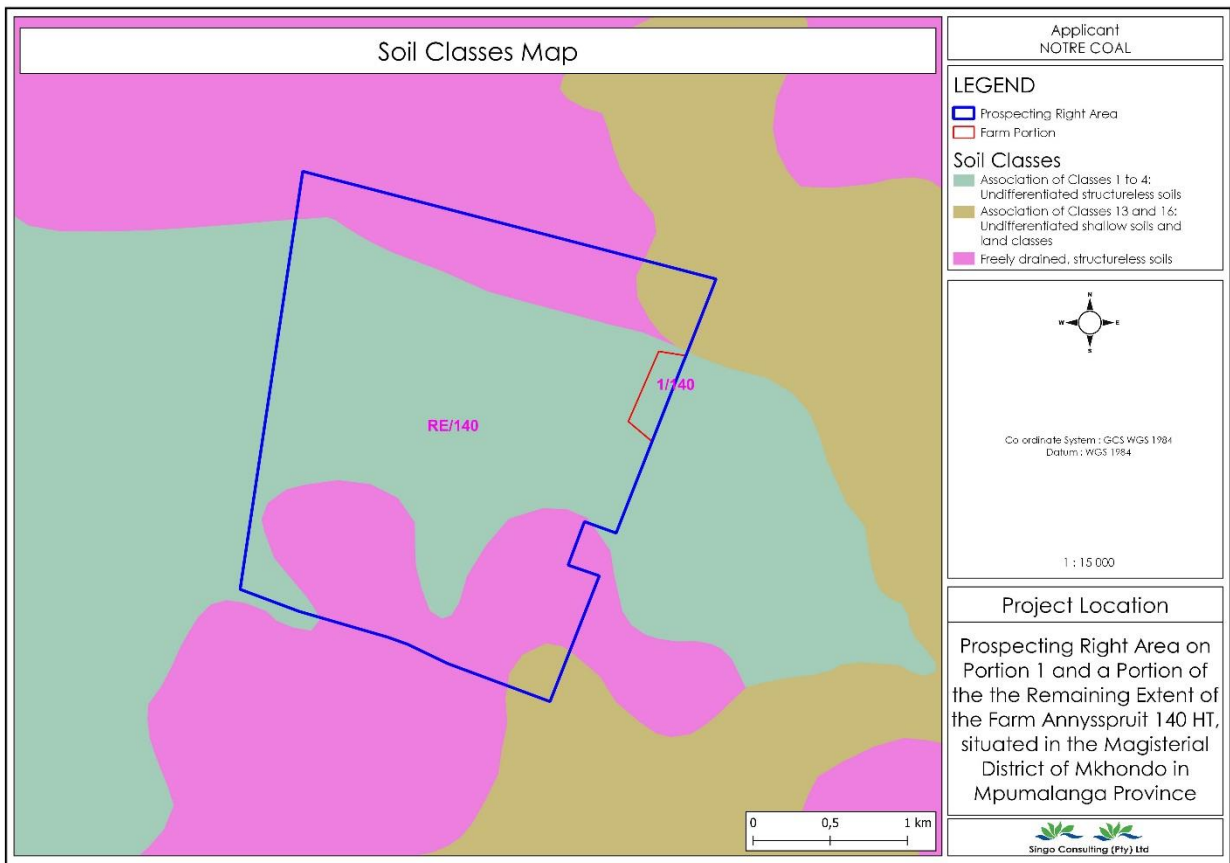 Soil Classes Map
RE/140
1/140
0 0,5 1 km
Applicant
NOTRE COAL
LEGEND
Prospecting Right Area
Farm Portion
Soil Classes
Association of Classes 1 to 4:
Undifferentiated structureless soils
Association of Classes 13 and 16:
Undifferentiated shallow soils and
land classes
Freely drained, structureless soils
N
W E
S
Co ordinate System : GCS WGS 1984
Datum : WGS 1984
1 : 15 000
Project Location
Prospecting Right Area on
Portion 1 and a Portion of
the the Remaining Extent of
the Farm Annysspruit 140 HT,
situated in the Magisterial
District of Mkhondo in
Mpumalanga Province
Singo Consulting (Pty) Ltd